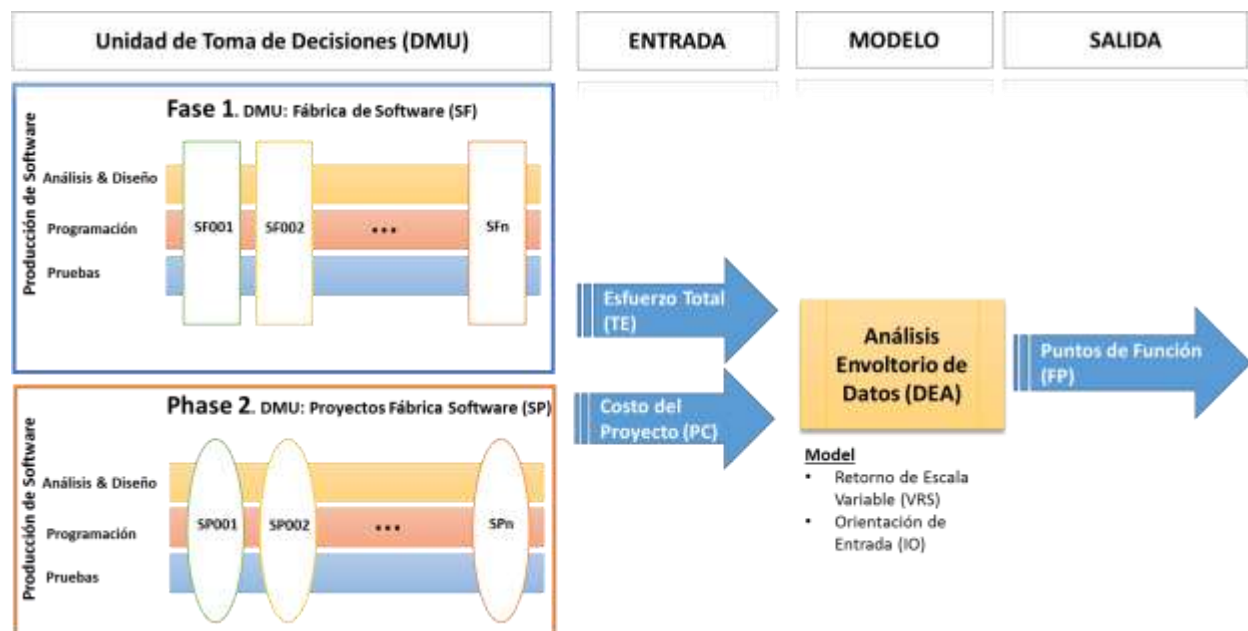 Unidad de Toma de Decisiones (DMU)
ENTRADA
MODELO
SALIDA
Producción de Software
Fase 1. DMU: Fábrica de Software (SF)
Análisis & Diseño
Programación
Pruebas
SF001
SF002
...
SFn
Producción de Software
Phase 2. DMU: Proyectos Fábrica Software (SP)
Análisis & Diseño
Programación
Pruebas
SP001
SP002
...
SPn
Esfuerzo Total
(TE)
Costo del
Proyecto (PC)
Análisis
Envoltorio de
Datos (DEA)
Model
• Retorno de Escala
Variable (VRS)
• Orientación de
Entrada (IO)
Puntos de Función
(FP)